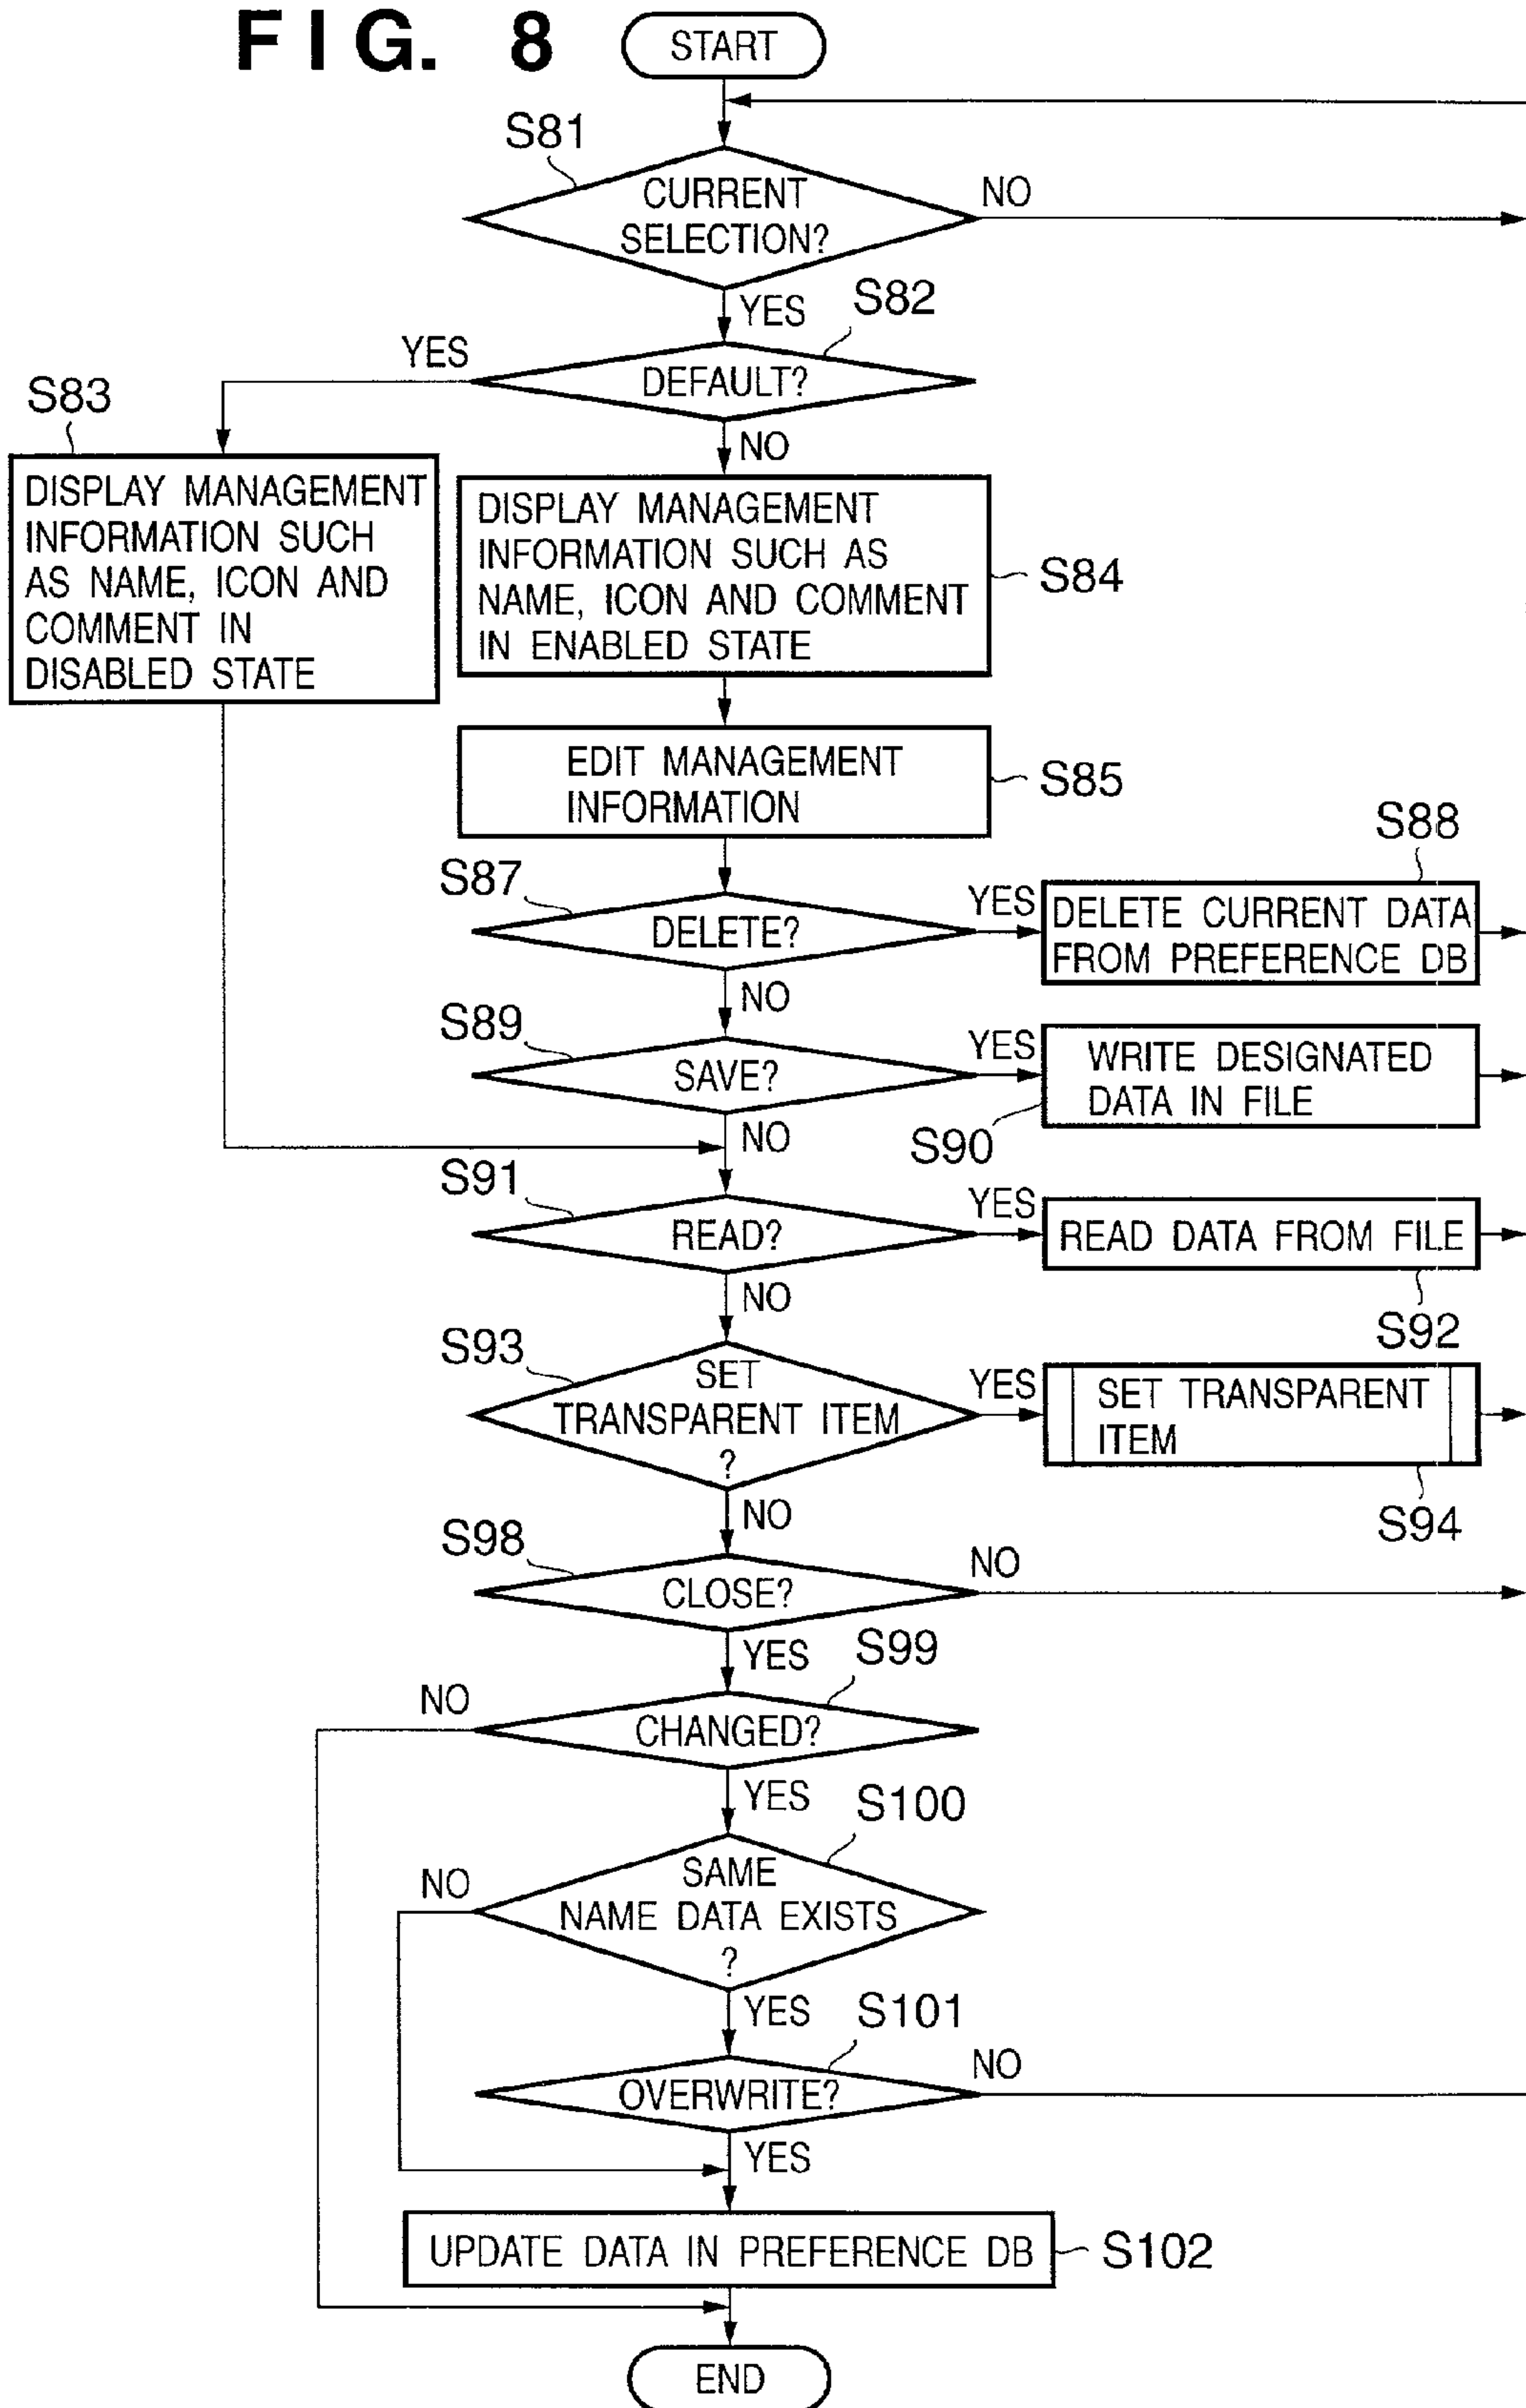 FIG. 8
START
S81
CURRENT
SELECTION?
NO
YES
S82
YES
DEFAULT?
NO
S83
DISPLAY MANAGEMENT
INFORMATION SUCH
AS NAME, ICON AND
COMMENT IN
DISABLED STATE
DISPLAY MANAGEMENT
INFORMATION SUCH AS
NAME, ICON AND COMMENT
IN ENABLED STATE
S84
EDIT MANAGEMENT
INFORMATION
S85
S87
DELETE?
YES
S88
DELETE CURRENT DATA
FROM PREFERENCE DB
NO
S89
SAVE?
YES
WRITE DESIGNATED
DATA IN FILE
S90
NO
S91
READ?
YES
READ DATA FROM FILE
S92
NO
S93
SET
TRANSPARENT ITEM
?
YES
SET TRANSPARENT
ITEM
S94
NO
S98
CLOSE?
NO
YES
S99
NO
CHANGED?
YES
S100
NO
SAME
NAME DATA EXISTS
?
YES
S101
OVERWRITE?
NO
YES
UPDATE DATA IN PREFERENCE DB
S102
END